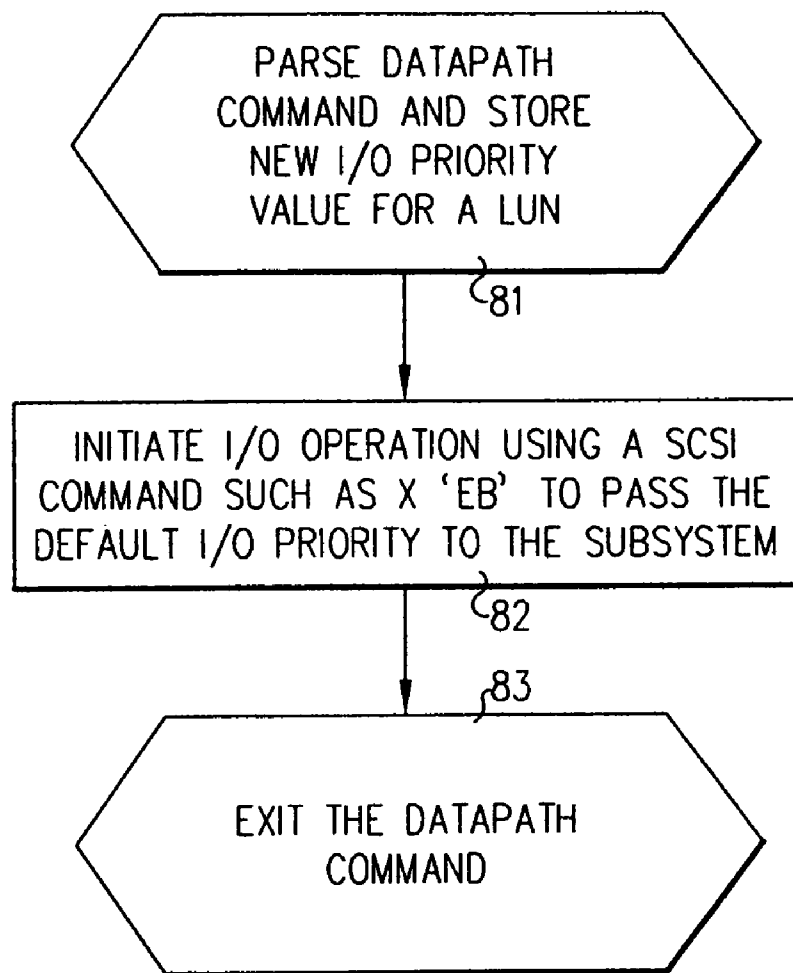 PARSE DATAPATH
COMMAND AND STORE
NEW I/O PRIORITY
VALUE FOR A LUN
81
INITIATE I/O OPERATION USING A SCSI
COMMAND SUCH AS X 'EB' TO PASS THE
DEFAULT I/O PRIORITY TO THE SUBSYSTEM
82
83
EXIT THE DATAPATH
COMMAND